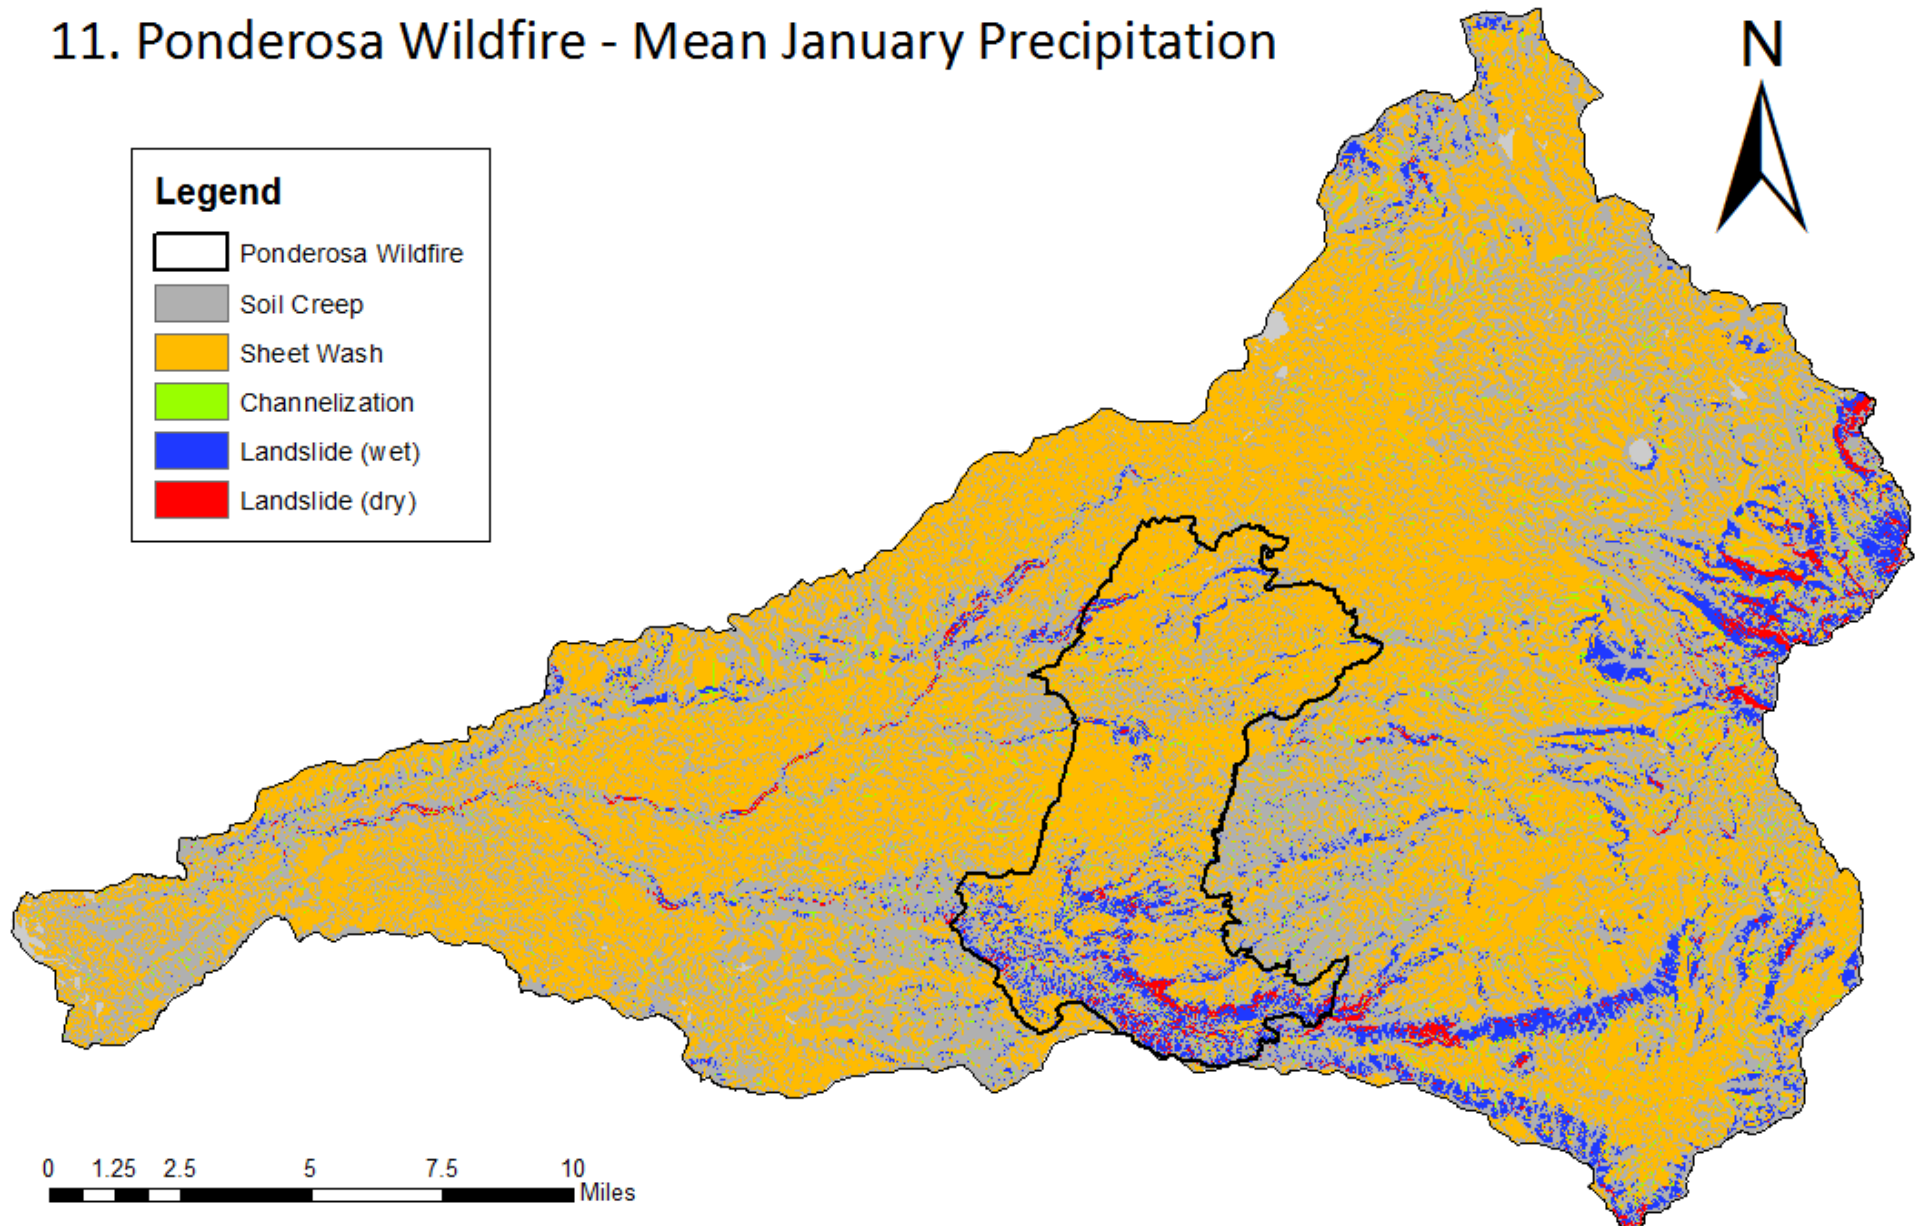 11. Ponderosa Wildfire - Mean January Precipitation
N
Legend
Ponderosa Wildfire
Soil Creep
Sheet Wash
Channelization
Landslide (wet)
Landslide (dry)
0 1.25 2.5 5 7.5 10
Miles